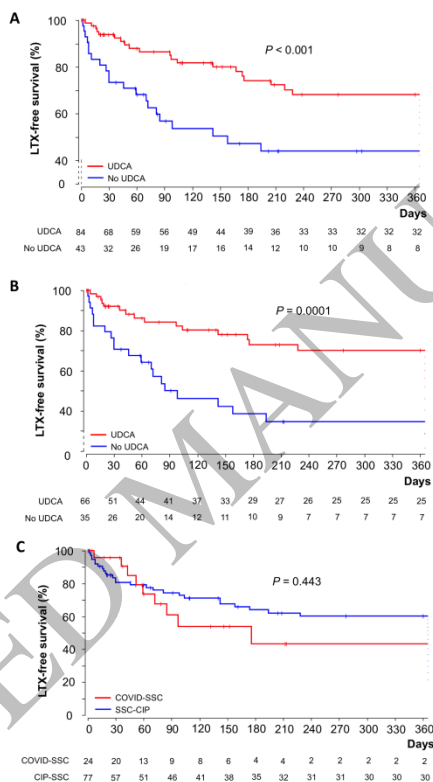 A
LTX-free survival (%)
100
80
60
40
0
P < 0.001
UDCA
No UDCA
0 30 60 90 120 150 180 210 240 270 300 330 360
Days
UDCA 84 68 59 56 49 44 39 36 33 33 32 32 32
No UDCA 43 32 26 19 17 16 14 12 10 10 9 8 8
B
LTX-free survival (%)
100
80
60
40
0
P = 0.0001
UDCA
No UDCA
0 30 60 90 120 150 180 210 240 270 300 330 360
Days
UDCA 66 51 44 41 37 33 29 27 26 25 25 25 25
No UDCA 35 26 20 14 12 11 10 9 7 7 7 7 7
C
LTX-free survival (%)
100
80
60
40
0
P = 0.443
COVID-SSC
SSC-CIP
0 30 60 90 120 150 180 210 240 270 300 330 360
Days
COVID-SSC 24 20 13 9 8 6 4 4 2 2 2 2 2
CIP-SSC 77 57 51 46 41 38 35 32 31 31 30 30 30
ED MANU